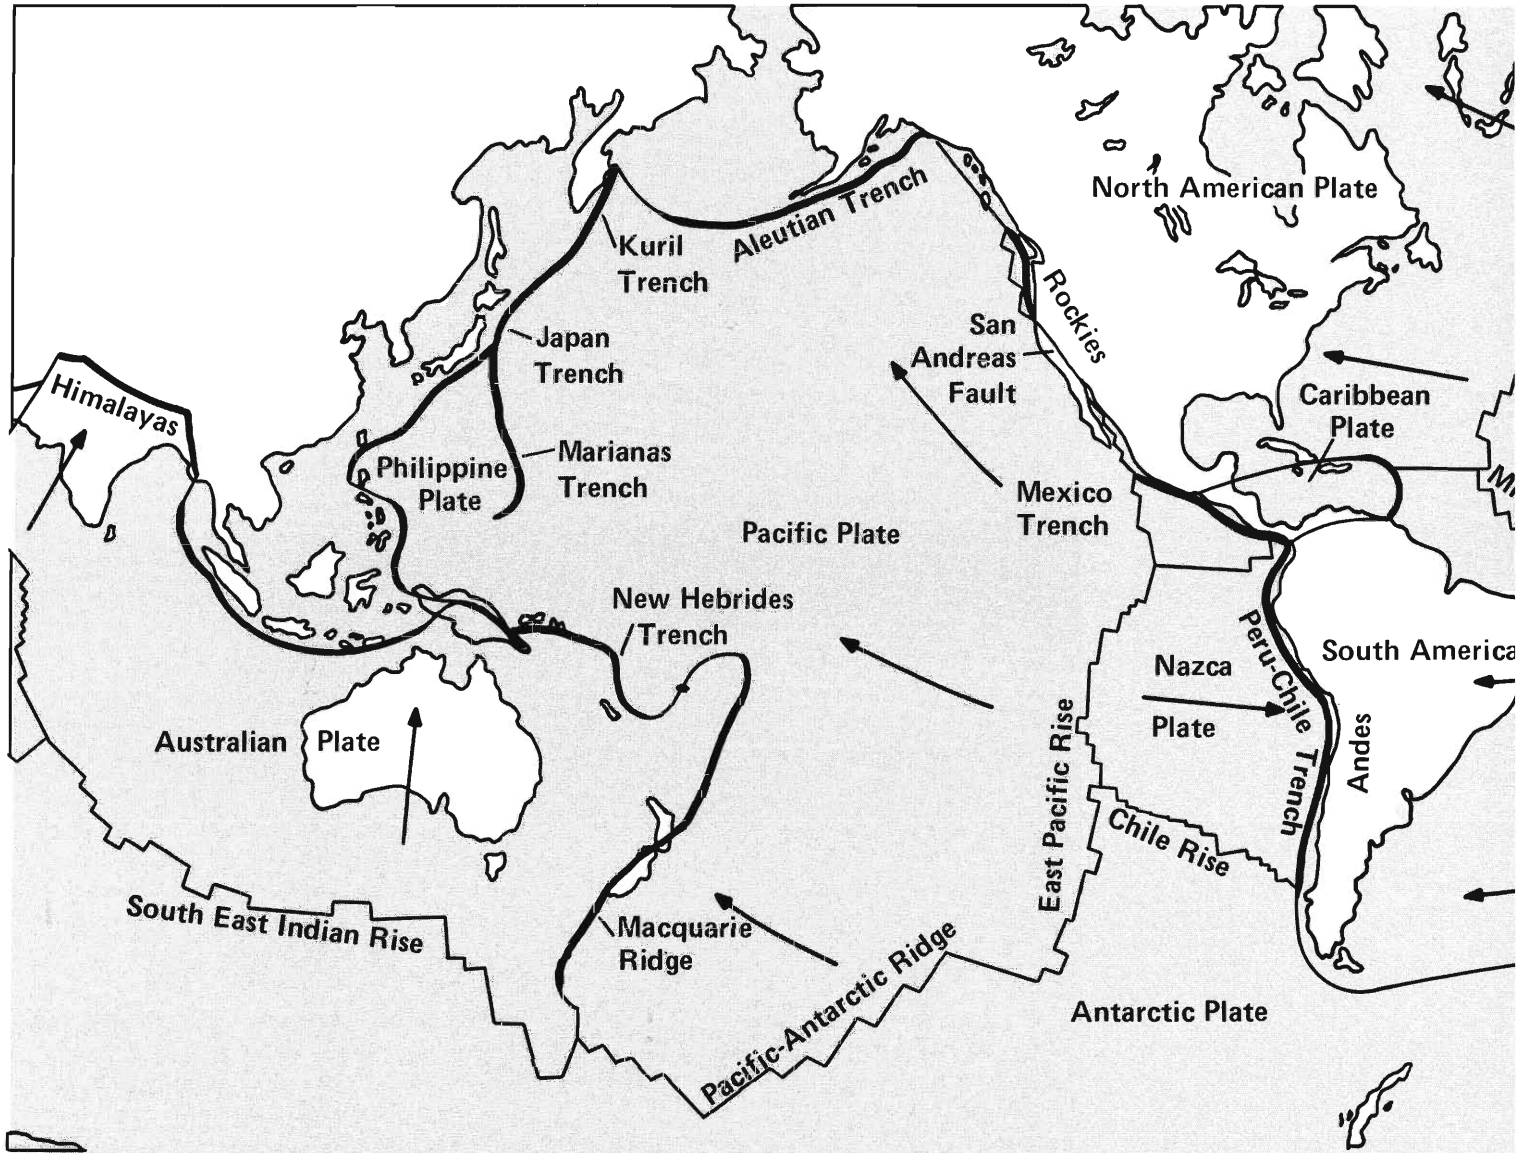 North American Plate
Kuril
Trench
Aleutian Trench
Rockies
San
Andreas
Fault
Japan
Trench
Himalayas
Caribbean
Plate
Marianas
Trench
Philippine
Plate
Mexico
Trench
Pacific Plate
New Hebrides
Trench
Peru-Chile Trench
South America
Nazca
Plate
Australian Plate
East Pacific Rise
Andes
Chile Rise
South East Indian Rise
Macquarie
Ridge
Pacific-Antarctic Ridge
Antarctic Plate